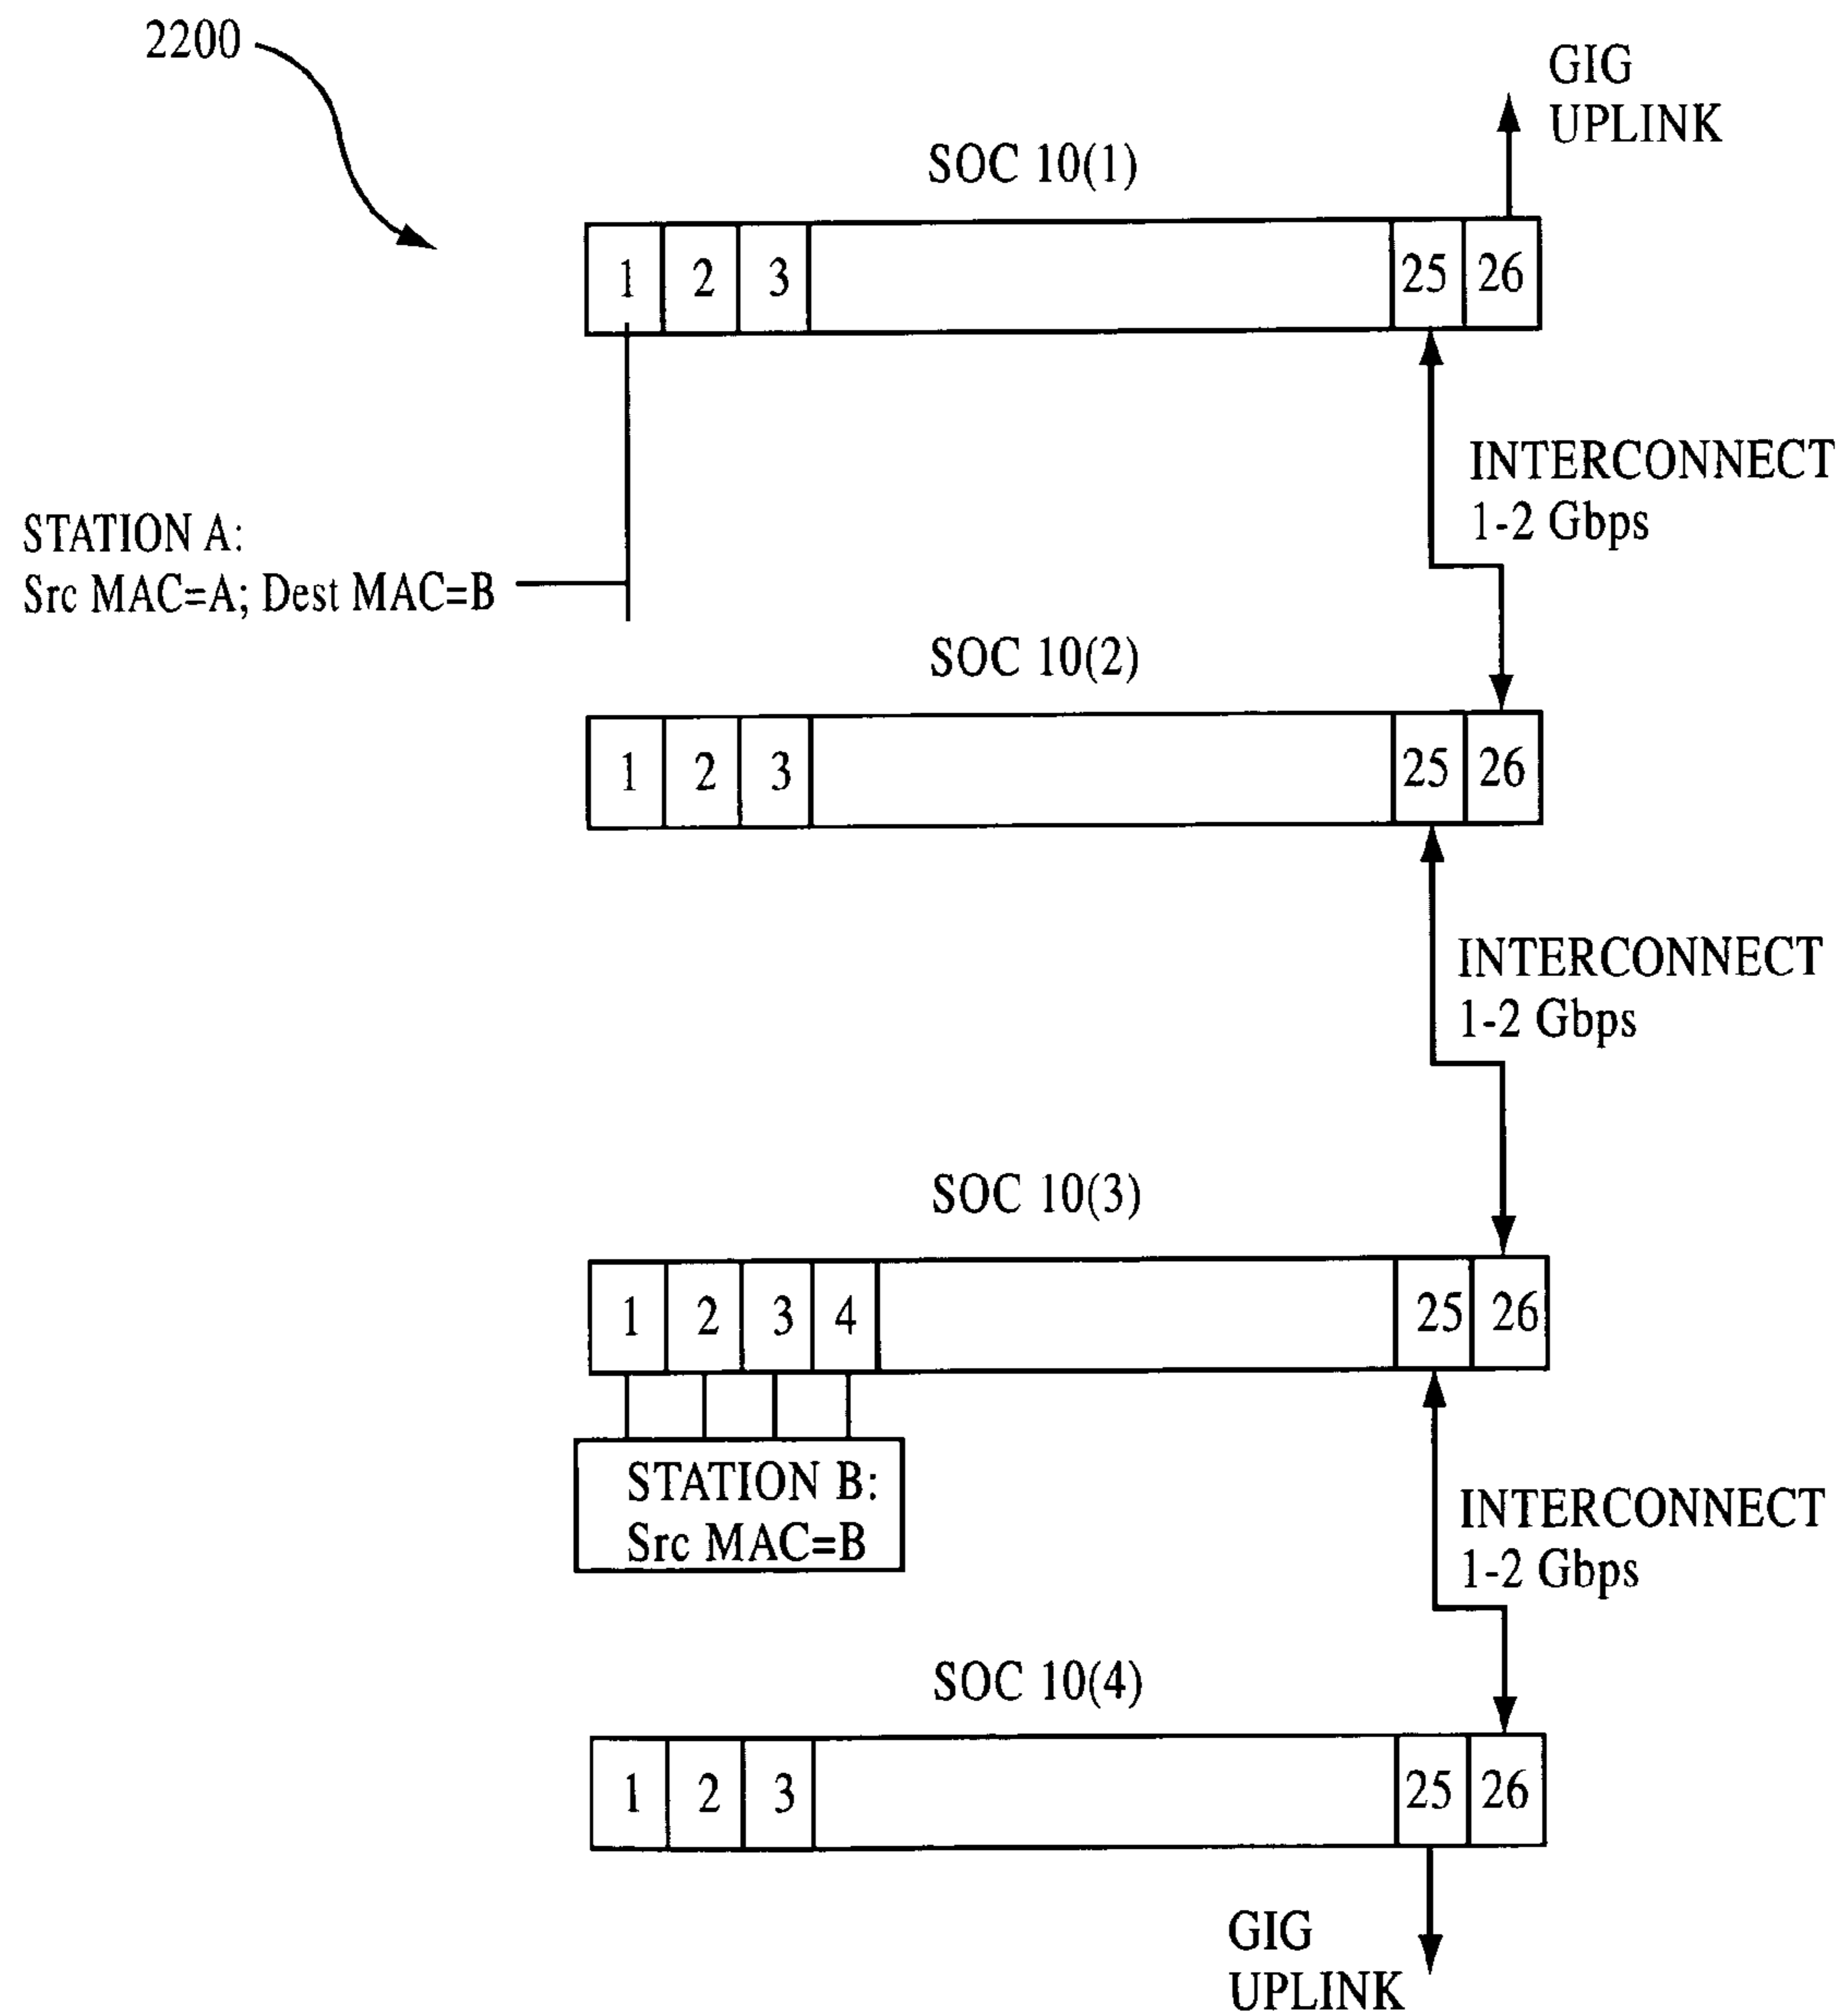 2200
GIG
UPLINK
SOC 10(1)
1 2 3 25 26
INTERCONNECT
1-2 Gbps
STATION A:
Src MAC=A; Dest MAC=B
SOC 10(2)
1 2 3 25 26
INTERCONNECT
1-2 Gbps
SOC 10(3)
1 2 3 4 25 26
STATION B:
Src MAC=B
INTERCONNECT
1-2 Gbps
SOC 10(4)
1 2 3 25 26
GIG
UPLINK